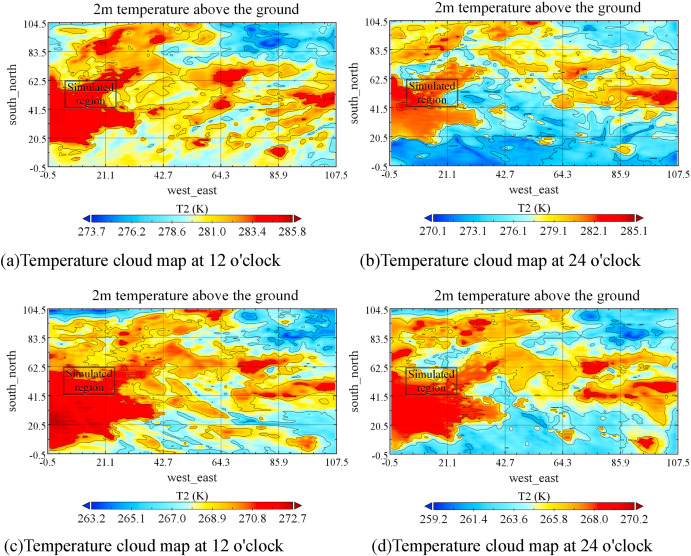 2m temperature above the ground
104.5
83.5
62.5
41.5
20.5
-0.5
south_north
Simulated
region
-0.5 21.1 42.7 64.3 85.9 107.5
west_east
T2 (K)
273.7 276.2 278.6 281.0 283.4 285.8
(a)Temperature cloud map at 12 o'clock
2m temperature above the ground
104.5
83.5
62.5
41.5
20.5
-0.5
south_north
Simulated
region
-0.5 21.1 42.7 64.3 85.9 107.5
west_east
T2 (K)
270.1 273.1 276.1 279.1 282.1 285.1
(b)Temperature cloud map at 24 o'clock
2m temperature above the ground
104.5
83.5
62.5
41.5
20.5
-0.5
south_north
Simulated
region
-0.5 21.1 42.7 64.3 85.9 107.5
west_east
T2 (K)
263.2 265.1 267.0 268.9 270.8 272.7
(c)Temperature cloud map at 12 o'clock
2m temperature above the ground
104.5
83.5
62.5
41.5
20.5
-0.5
south_north
Simulated
region
-0.5 21.1 42.7 64.3 85.9 107.5
west_east
T2 (K)
259.2 261.4 263.6 265.8 268.0 270.2
(d)Temperature cloud map at 24 o'clock